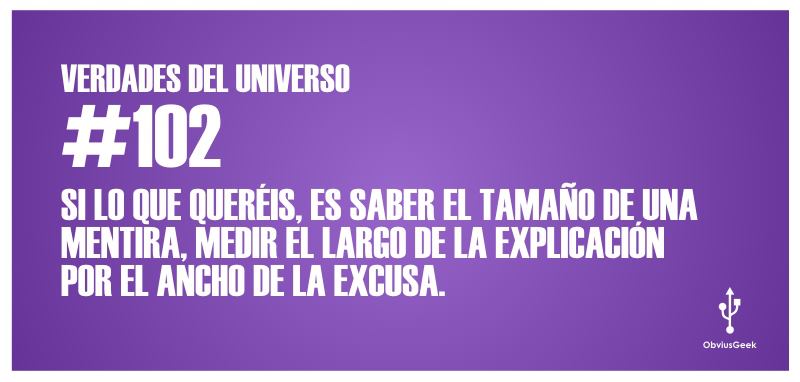 VERDADES DEL UNIVERSO
#102
SI LO QUE QUERÉIS, ES SABER EL TAMAÑO DE UNA
MENTIRA, MEDIR EL LARGO DE LA EXPLICACIÓN
POR EL ANCHO DE LA EXCUSA.
ObviusGeek